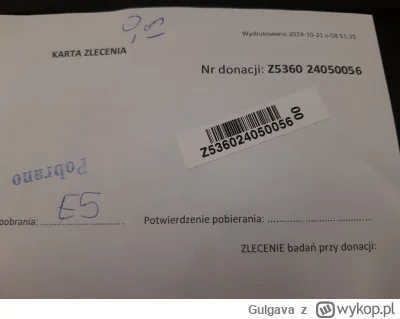 Wydrukowano 2024-10-21 o 08:51:25
KARTA ZLECENIA
Nr donacji: Z5360 24050056
Z536024050056 00
Pobrano
pobrania: E5
Potwierdzenie pobierania:
ZLECENIE badań przy donacji:
Gulgava z wykop.pl